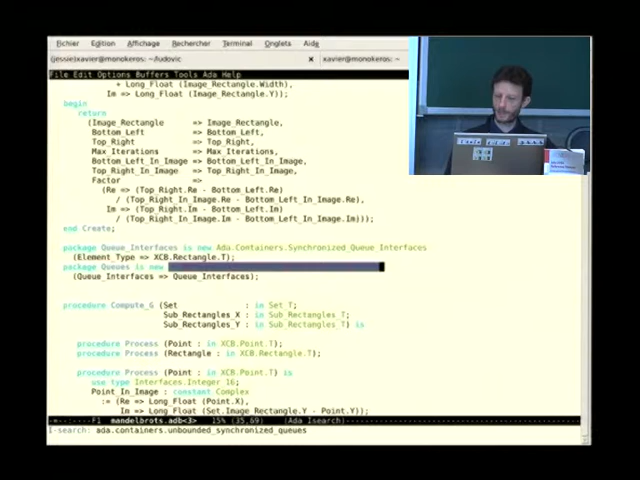 Fichier Edition Affichage Rechercher Terminal Onglets Aide
(jessie)xavier@monokeros: ~/ludovic x xavier@monokeros: ~
File Edit Options Buffers Tools Ada Help
* Long_Float (Image_Rectangle.Width),
Im => Long_Float (Image_Rectangle.Y));
begin
return
(Image_Rectangle => Image_Rectangle,
Bottom_Left => Bottom_Left,
Top_Right => Top_Right,
Max_Iterations => Max_Iterations,
Bottom_Left_In_Image => Bottom_Left_In_Image,
Top_Right_In_Image => Top_Right_In_Image,
Factor =>
(Re => (Top_Right.Re - Bottom_Left.Re)
/ (Top_Right_In_Image.Re - Bottom_Left_In_Image.Re),
Im => (Top_Right.Im - Bottom_Left.Im)
/ (Top_Right_In_Image.Im - Bottom_Left_In_Image.Im)));
end Create;
package Queue_Interfaces is new Ada.Containers.Synchronized_Queue_Interfaces
(Element_Type => XCB.Rectangle.T);
package Queues is new
(Queue_Interfaces => Queue_Interfaces);
procedure Compute_G (Set : in Set_T;
Sub_Rectangles_X : in Sub_Rectangles_T;
Sub_Rectangles_Y : in Sub_Rectangles_T) is
procedure Process (Point : in XCB.Point.T);
procedure Process (Rectangle : in XCB.Rectangle.T);
procedure Process (Point : in XCB.Point.T) is
use type Interfaces.Integer_16;
Point_In_Image : constant Complex
:= (Re => Long_Float (Point.X),
Im => Long_Float (Set.Image_Rectangle.Y - Point.Y));
-=--:----F1 mandelbrots.adb<3> 15% (35,69) (Ada Isearch)
I-search: ada.containers.unbounded_synchronized_queues